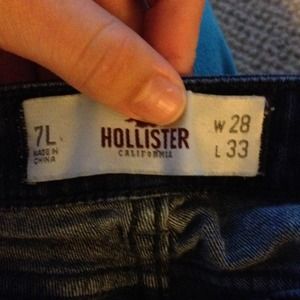 7L
MADE IN
CHINA
HOLLISTER
CALIFORNIA
W 28
L 33